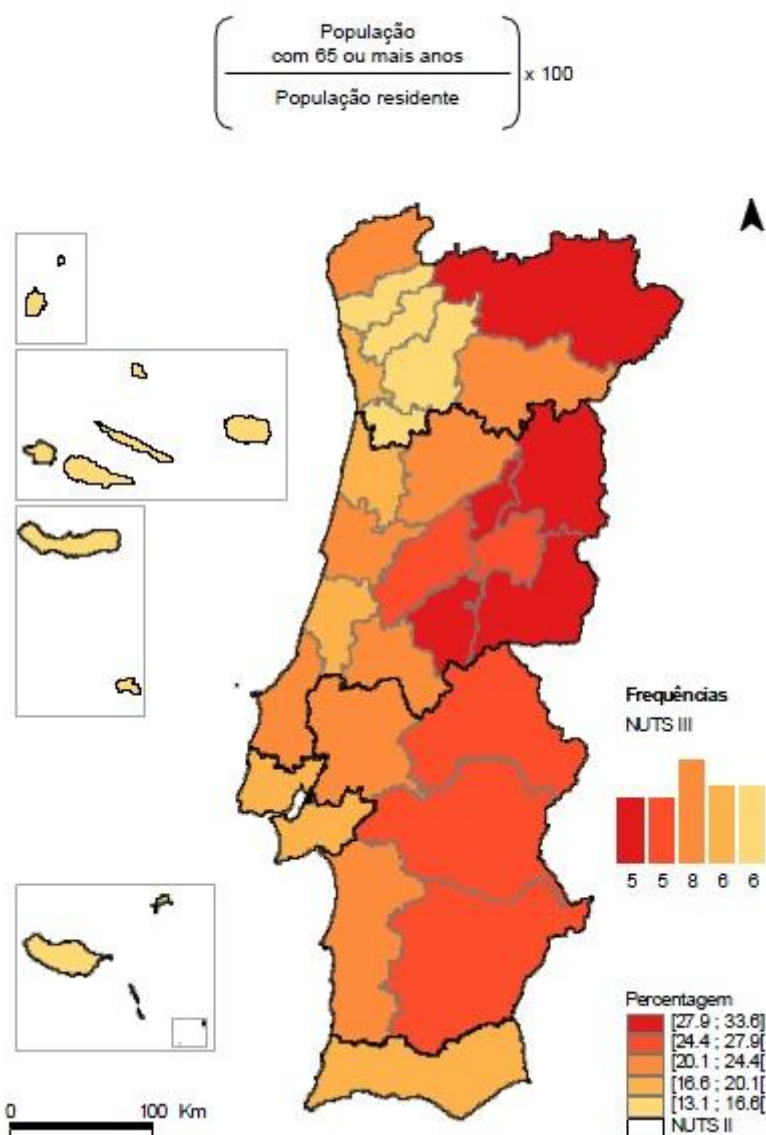 População
com 65 ou mais anos
População residente
x 100
Frequências
NUTS III
5 5 8 6 6
Percentagem
[27.9 ; 33.6]
[24.4 ; 27.9[
[20.1 ; 24.4[
[16.6 ; 20.1[
[13.1 ; 16.6[
NUTS II
0 100 Km